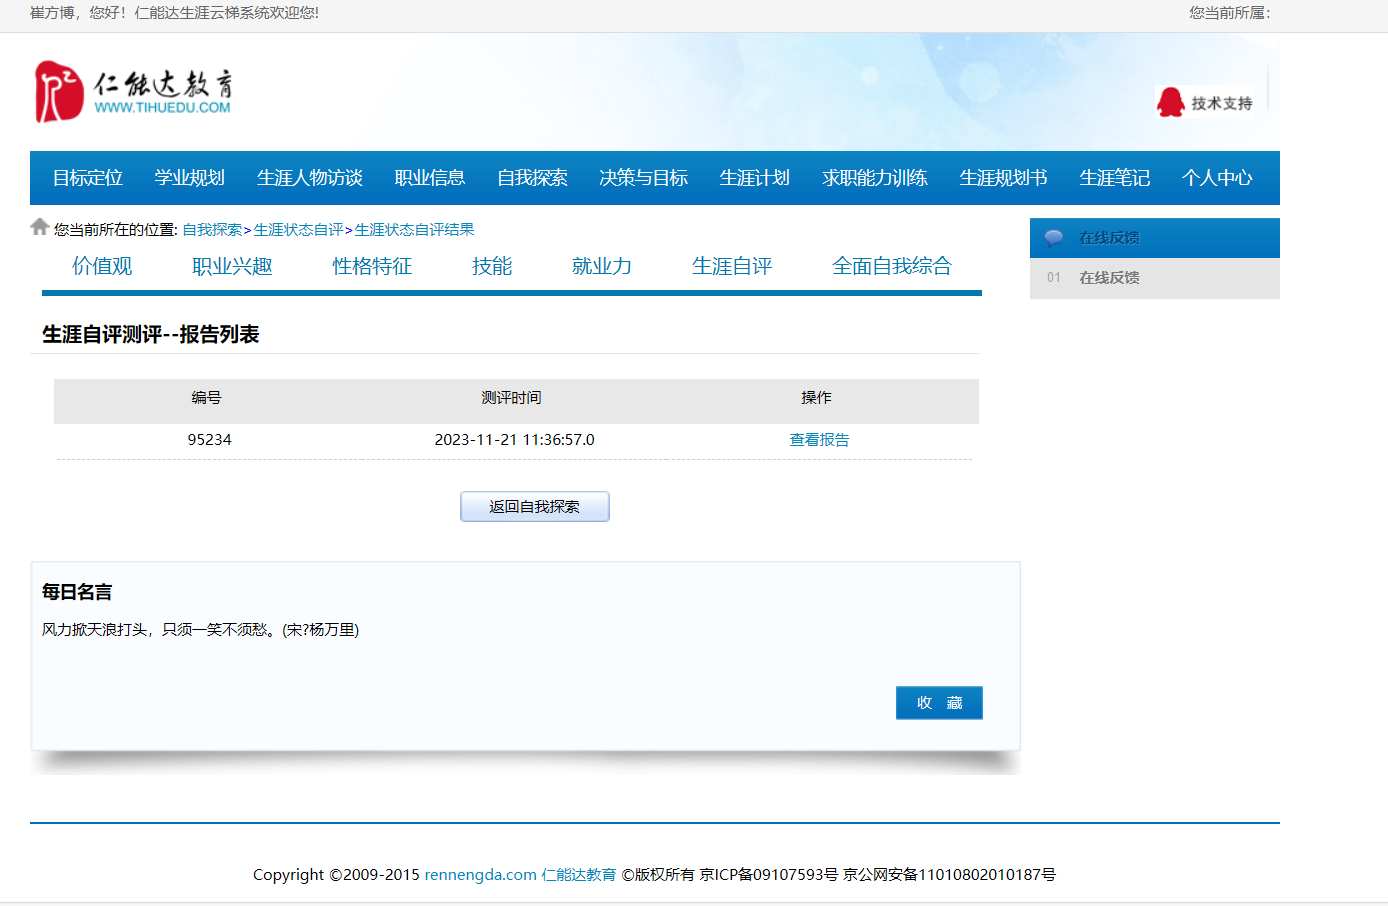 崔方博，您好！仁能达生涯云梯系统欢迎您! 您当前所属：
仁能达教育
WWW.TIHUEDU.COM
技术支持
目标定位 学业规划 生涯人物访谈 职业信息 自我探索 决策与目标 生涯计划 求职能力训练 生涯规划书 生涯笔记 个人中心
您当前所在的位置: 自我探索>生涯状态自评>生涯状态自评结果
价值观 职业兴趣 性格特征 技能 就业力 生涯自评 全面自我综合
在线反馈
01 在线反馈
生涯自评测评--报告列表
编号 测评时间 操作
95234 2023-11-21 11:36:57.0 查看报告
返回自我探索
每日名言
风力掀天浪打头，只须一笑不须愁。(宋?杨万里)
收 藏
Copyright ©2009-2015 rennengda.com 仁能达教育 ©版权所有 京ICP备09107593号 京公网安备11010802010187号